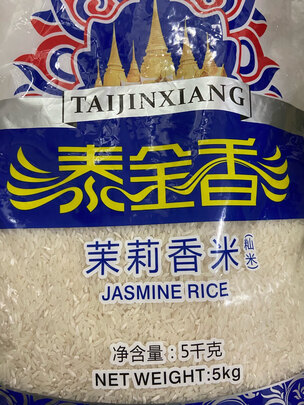 TAIJINXIANG
泰金香
茉莉香米(籼米)
JASMINE RICE
净含量:5千克
NET WEIGHT:5kg